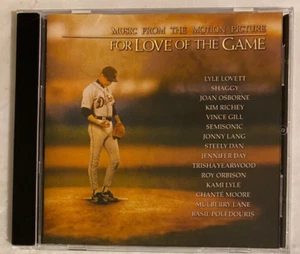 MUSIC FROM THE MOTION PICTURE
FOR LOVE OF THE GAME
LYLE LOVETT
SHAGGY
JOAN OSBORNE
KIM RICHEY
VINCE GILL
SEMISONIC
JONNY LANG
STEELY DAN
JENNIFER DAY
TRISHA YEARWOOD
ROY ORBISON
KAMI LYLE
CHANTÉ MOORE
MULBERRY LANE
BASIL POLEDOURIS